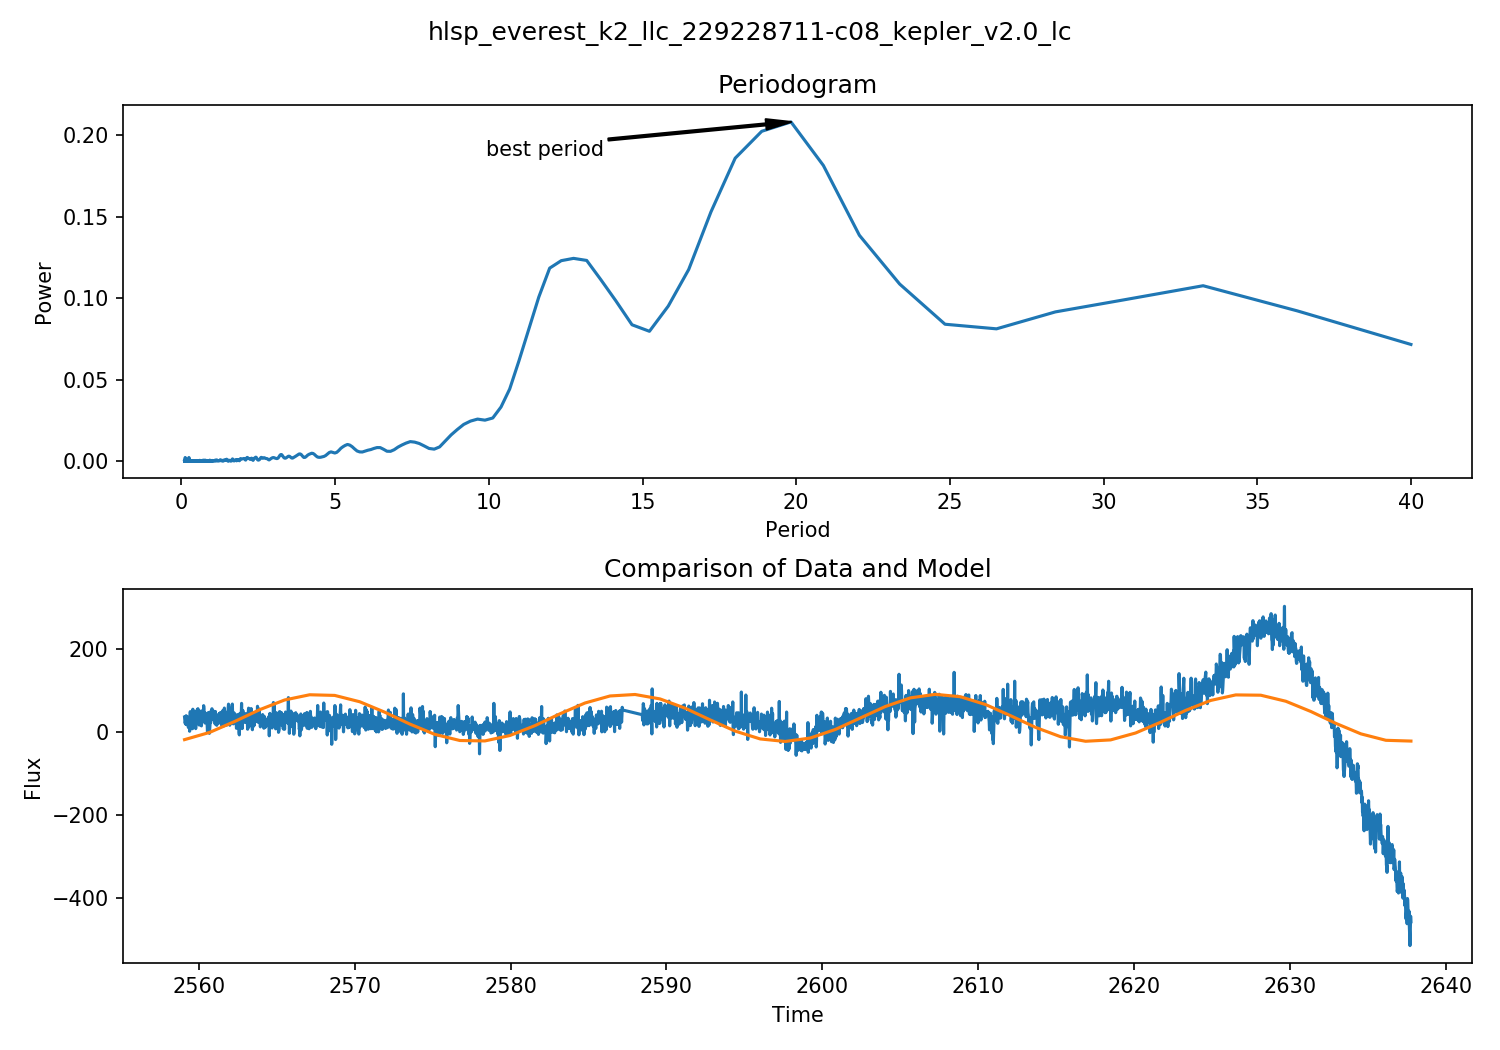 hlsp_everest_k2_llc_229228711-c08_kepler_v2.0_lc
Periodogram
0.20
0.15
0.10
0.05
0.00
Power
best period
0 5 10 15 20 25 30 35 40
Period
Comparison of Data and Model
200
0
−200
−400
Flux
2560 2570 2580 2590 2600 2610 2620 2630 2640
Time